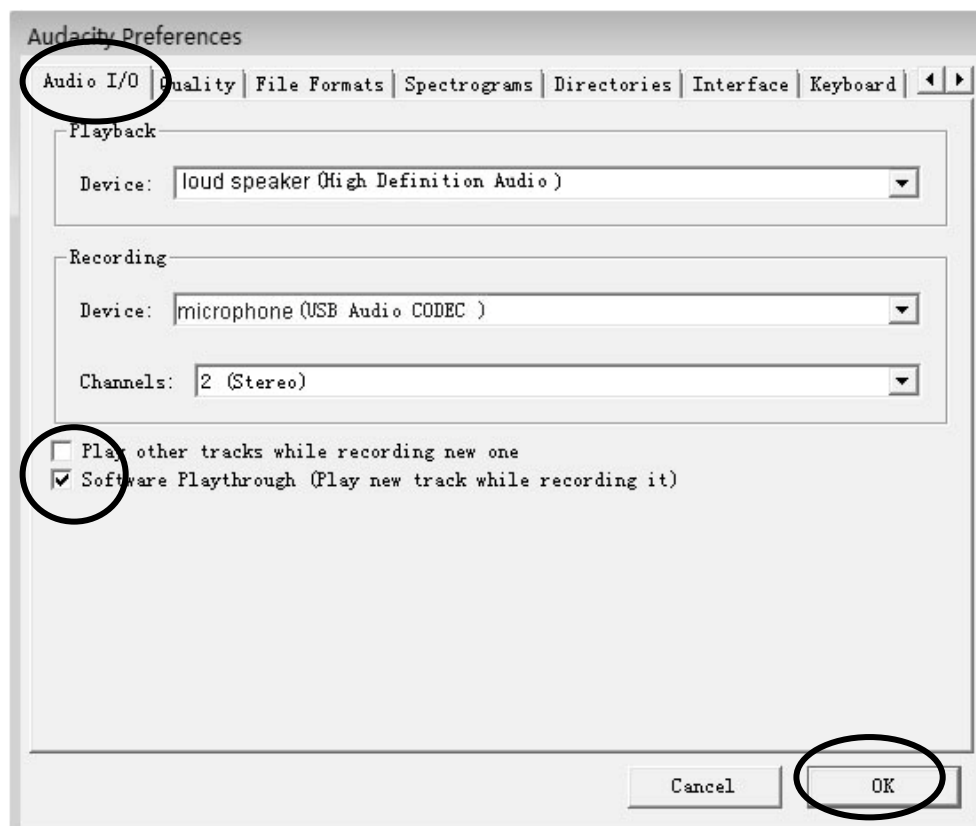 Audacity Preferences
Audio I/O Quality File Formats Spectrograms Directories Interface Keyboard
Playback
Device: loud speaker (High Definition Audio )
Recording
Device: microphone (USB Audio CODEC )
Channels: 2 (Stereo)
Play other tracks while recording new one
Software Playthrough (Play new track while recording it)
Cancel OK